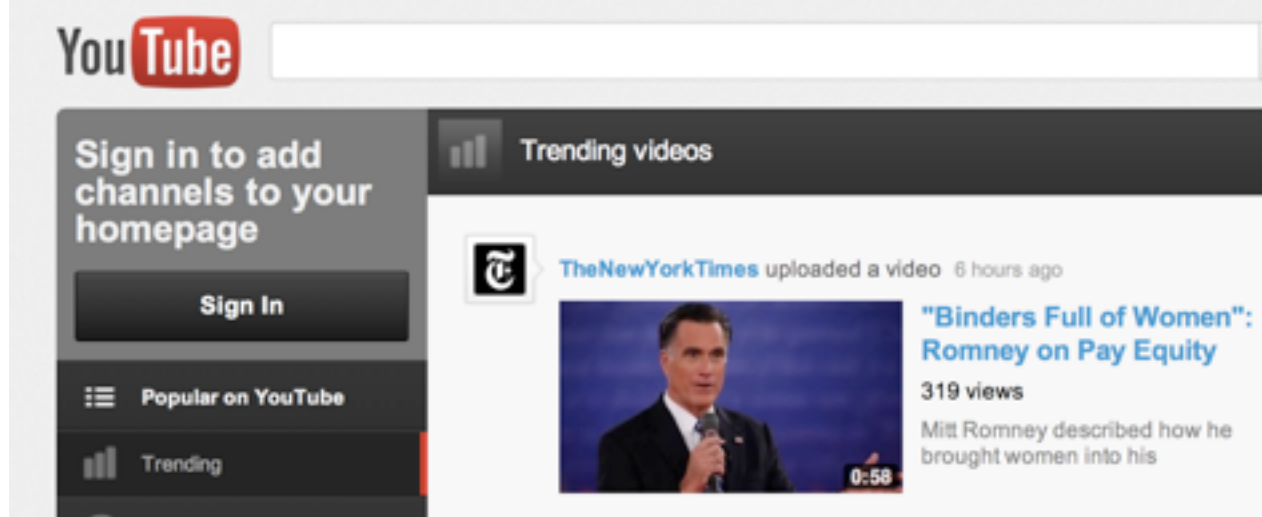 YouTube
Sign in to add
channels to your
homepage
Sign In
Popular on YouTube
Trending
Trending videos
TheNewYorkTimes uploaded a video 6 hours ago
0:58
"Binders Full of Women":
Romney on Pay Equity
319 views
Mitt Romney described how he
brought women into his